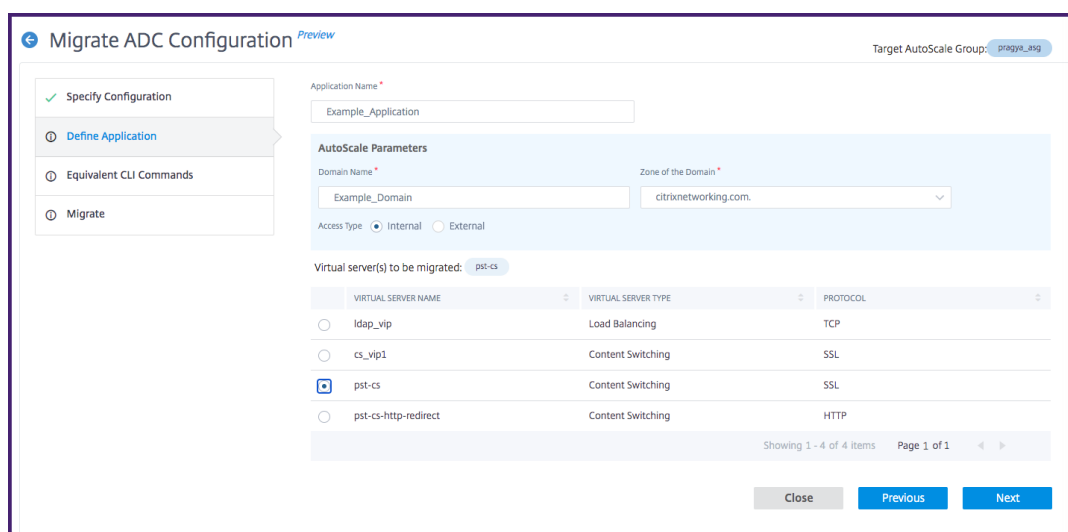 Migrate ADC Configuration Preview
Target AutoScale Group: pragya_asg
Specify Configuration
Define Application
Equivalent CLI Commands
Migrate
Application Name *
Example_Application
AutoScale Parameters
Domain Name * Zone of the Domain *
Example_Domain citrixnetworking.com.
Access Type Internal External
Virtual server(s) to be migrated: pst-cs
VIRTUAL SERVER NAME VIRTUAL SERVER TYPE PROTOCOL
ldap_vip Load Balancing TCP
cs_vip1 Content Switching SSL
pst-cs Content Switching SSL
pst-cs-http-redirect Content Switching HTTP
Showing 1 - 4 of 4 items Page 1 of 1
Close Previous Next